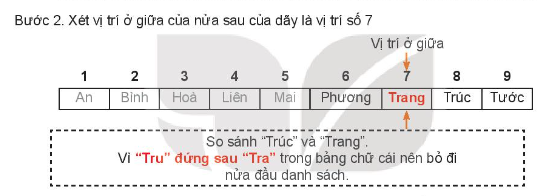 Bước 2. Xét vị trí ở giữa của nửa sau của dãy là vị trí số 7
Vị trí ở giữa
1 2 3 4 5 6 7 8 9
An Bình Hoà Liên Mai Phương Trang Trúc Tước
So sánh “Trúc” và “Trang”.
Vì “Tru” đứng sau “Tra” trong bảng chữ cái nên bỏ đi
nửa đầu danh sách.